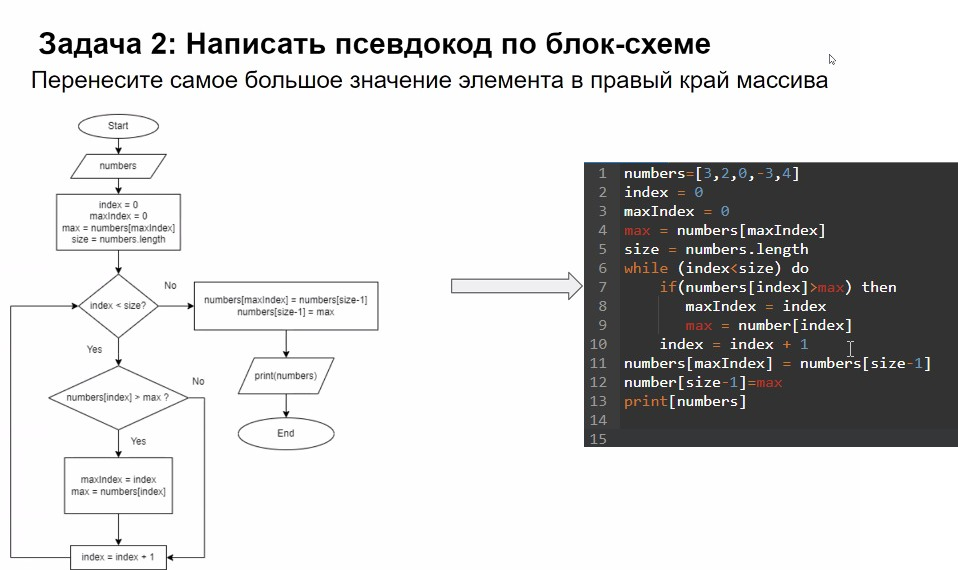 Задача 2: Написать псевдокод по блок-схеме
Перенесите самое большое значение элемента в правый край массива
Start
numbers
index = 0
maxIndex = 0
max = numbers[maxIndex]
size = numbers.length
index < size?
No
Yes
numbers[maxIndex] = numbers[size-1]
numbers[size-1] = max
print(numbers)
End
numbers[index] > max ?
No
Yes
maxIndex = index
max = numbers[index]
index = index + 1
1 numbers=[3,2,0,-3,4]
2 index = 0
3 maxIndex = 0
4 max = numbers[maxIndex]
5 size = numbers.length
6 while (index<size) do
7 if(numbers[index]>max) then
8 maxIndex = index
9 max = number[index]
10 index = index + 1
11 numbers[maxIndex] = numbers[size-1]
12 number[size-1]=max
13 print[numbers]
14
15